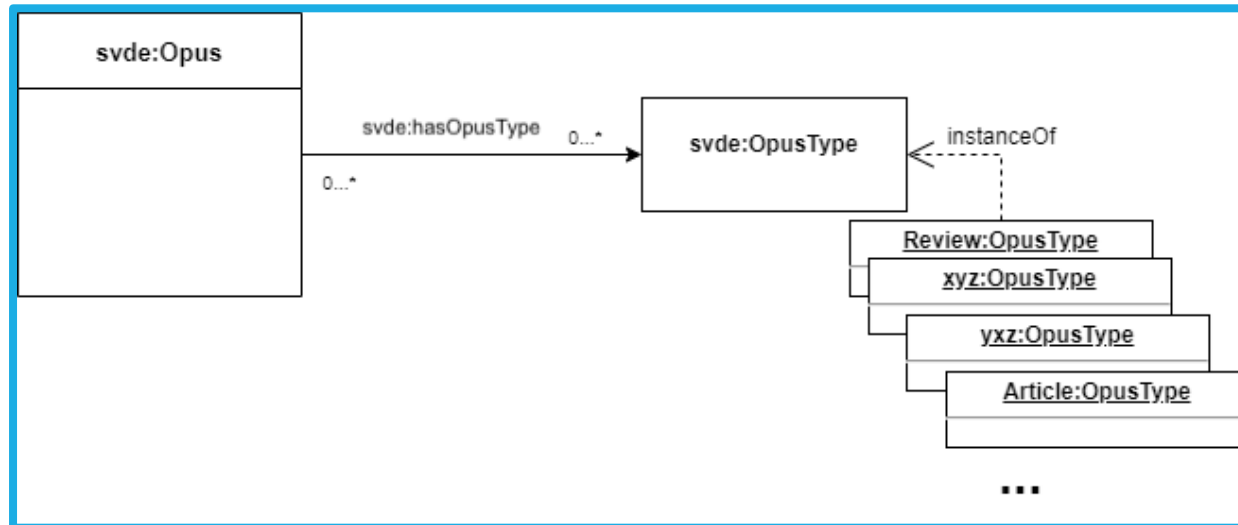 svde:Opus
svde:hasOpusType
0...*
0...*
svde:OpusType
instanceOf
Review:OpusType
xyz:OpusType
yxz:OpusType
Article:OpusType
...